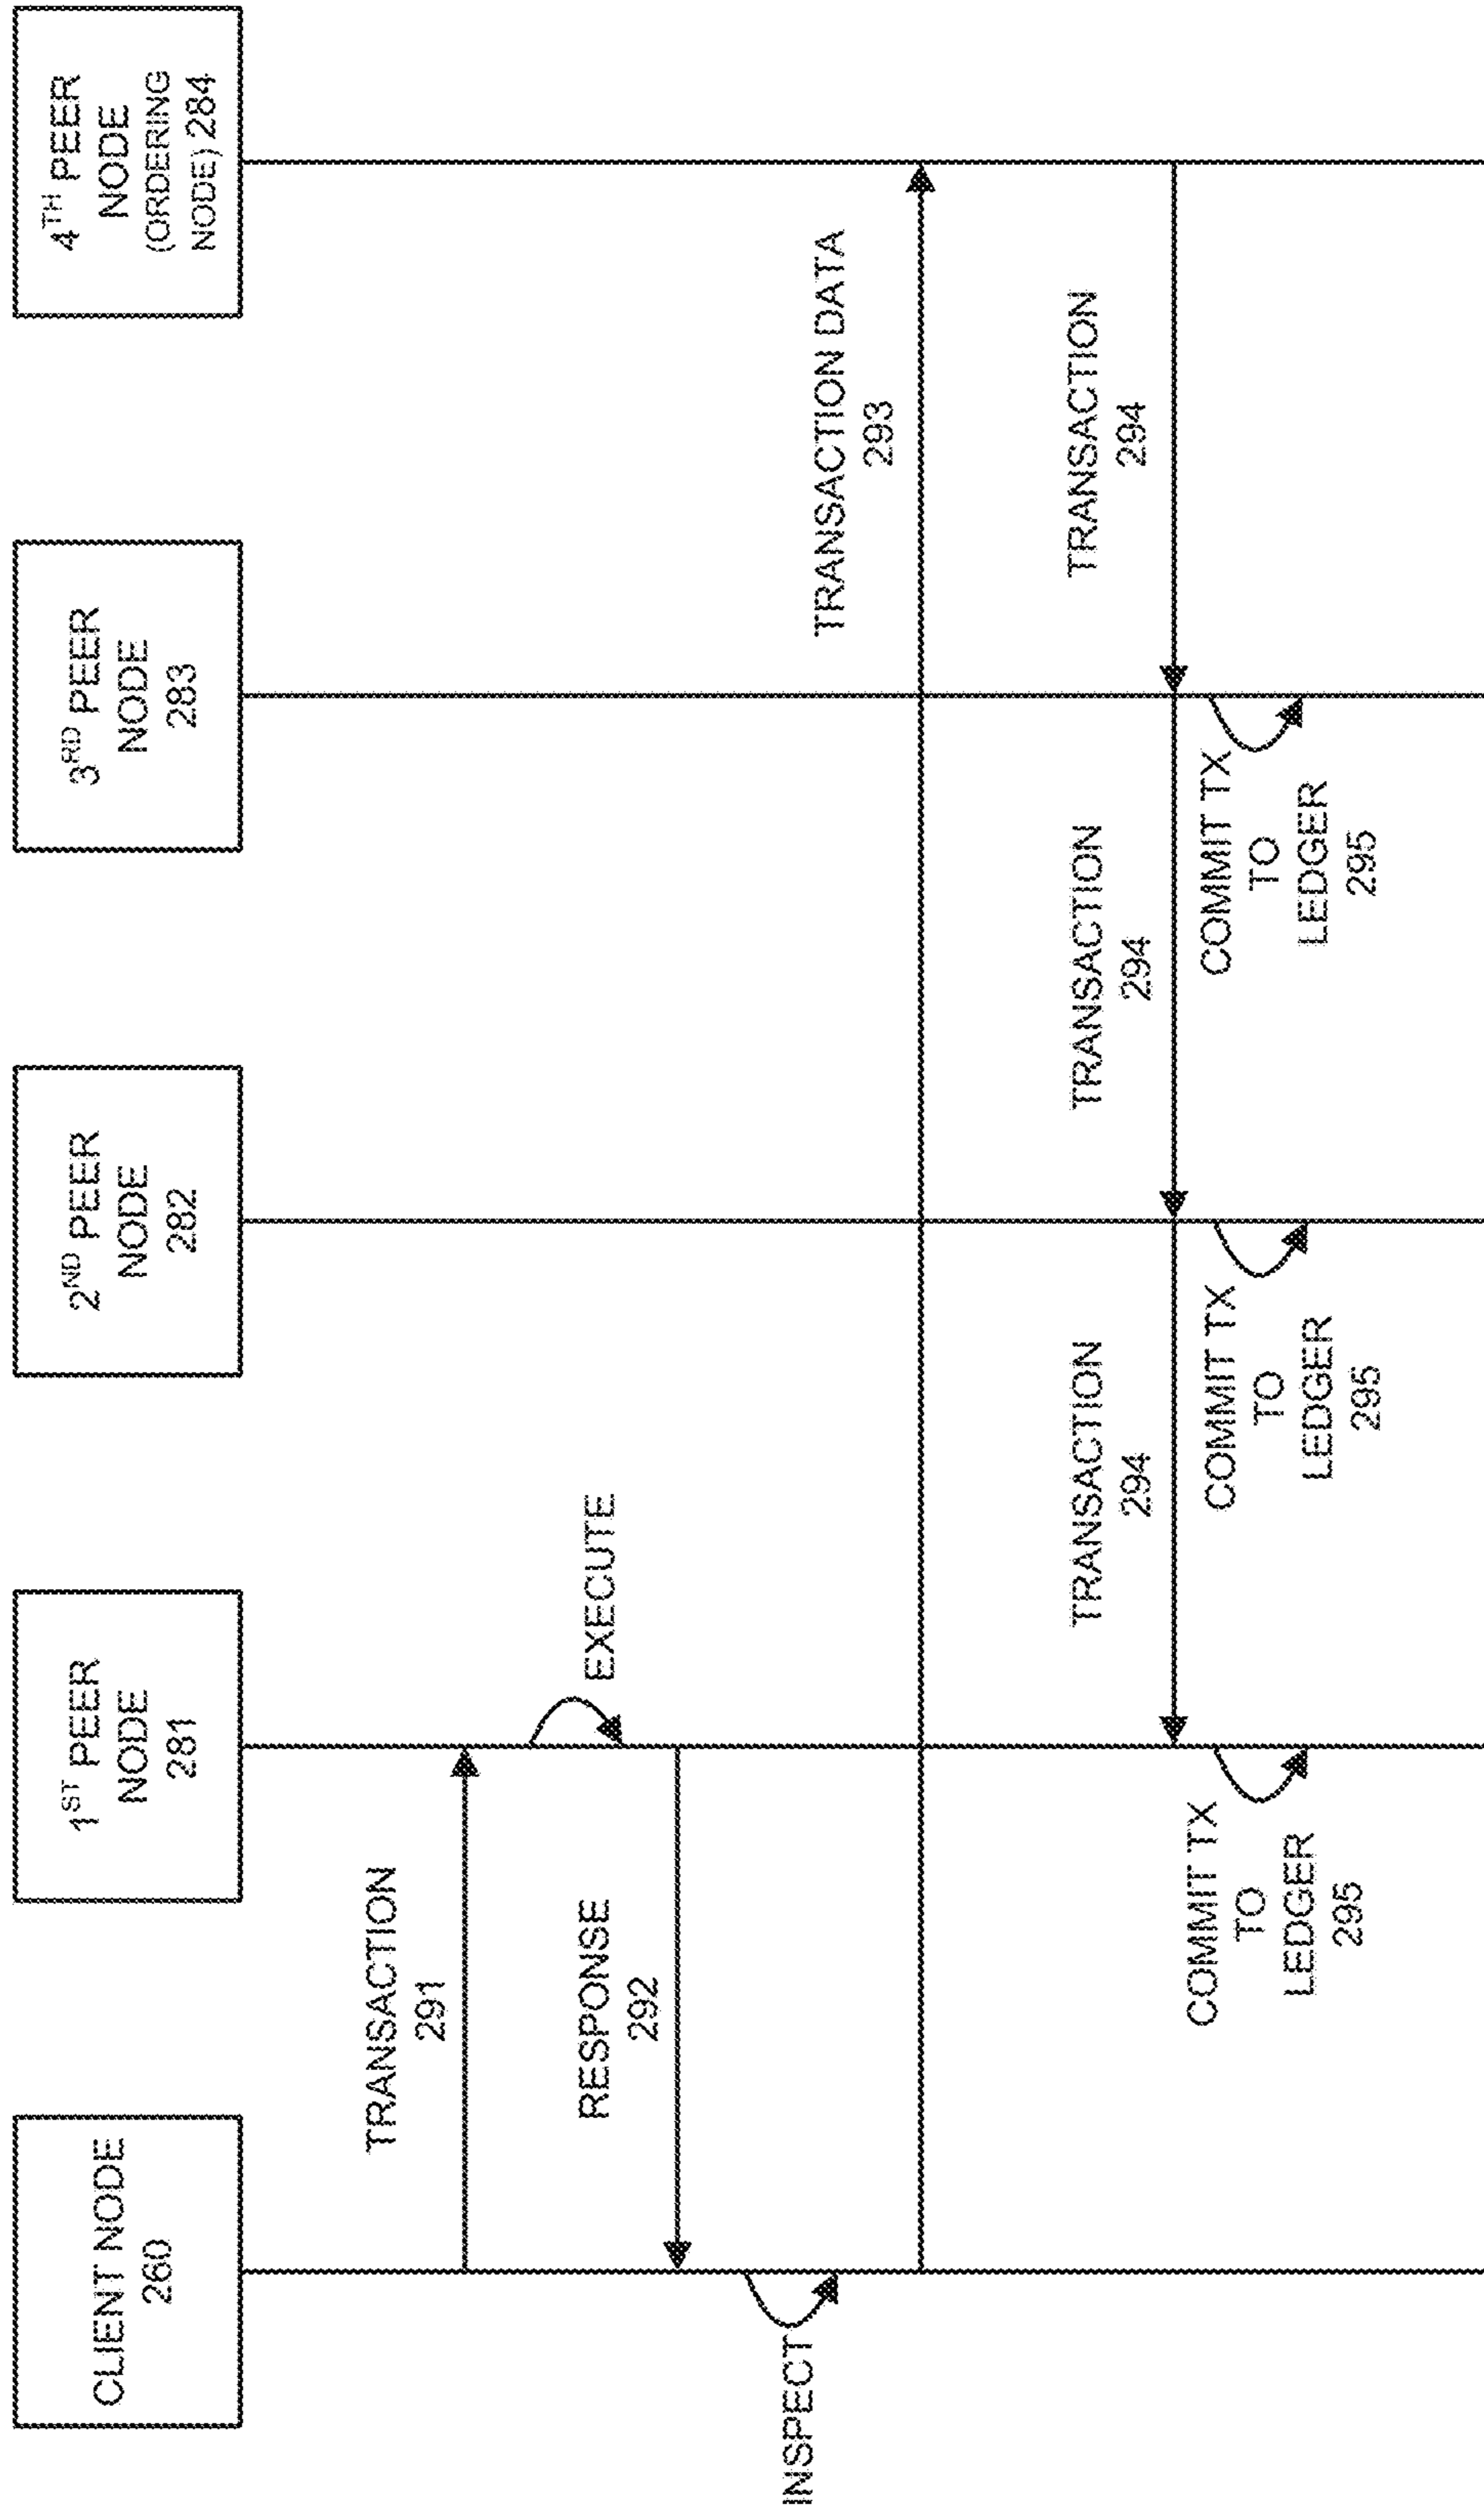 CLIENT NODE
260
1ST PEER
NODE
281
2ND PEER
NODE
282
3RD PEER
NODE
283
4TH PEER
NODE
(ORDERING
NODE) 284
TRANSACTION
291
EXECUTE
RESPONSE
292
INSPECT
TRANSACTION DATA
293
TRANSACTION
294
TRANSACTION
294
TRANSACTION
294
COMMIT TX
TO
LEDGER
295
COMMIT TX
TO
LEDGER
295
COMMIT TX
TO
LEDGER
295